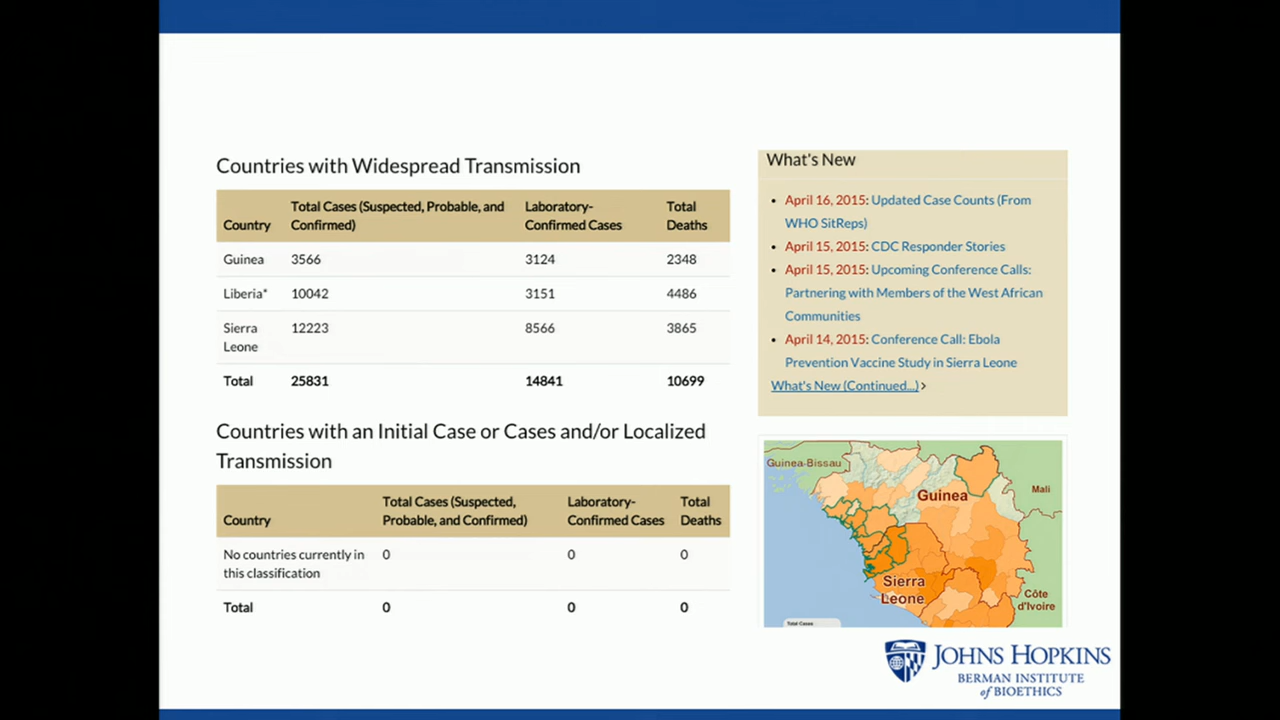 Countries with Widespread Transmission
Country Total Cases (Suspected, Probable, and Confirmed) Laboratory-Confirmed Cases Total Deaths
Guinea 3566 3124 2348
Liberia* 10042 3151 4486
Sierra Leone 12223 8566 3865
Total 25831 14841 10699
Countries with an Initial Case or Cases and/or Localized
Transmission
Country Total Cases (Suspected, Probable, and Confirmed) Laboratory-Confirmed Cases Total Deaths
No countries currently in this classification 0 0 0
Total 0 0 0
What's New
• April 16, 2015: Updated Case Counts (From
WHO SitReps)
• April 15, 2015: CDC Responder Stories
• April 15, 2015: Upcoming Conference Calls:
Partnering with Members of the West African
Communities
• April 14, 2015: Conference Call: Ebola
Prevention Vaccine Study in Sierra Leone
What's New (Continued...) >
Guinea-Bissau
Guinea
Mali
Sierra
Leone
Côte
d'Ivoire
Total Cases
JOHNS HOPKINS
BERMAN INSTITUTE
of BIOETHICS